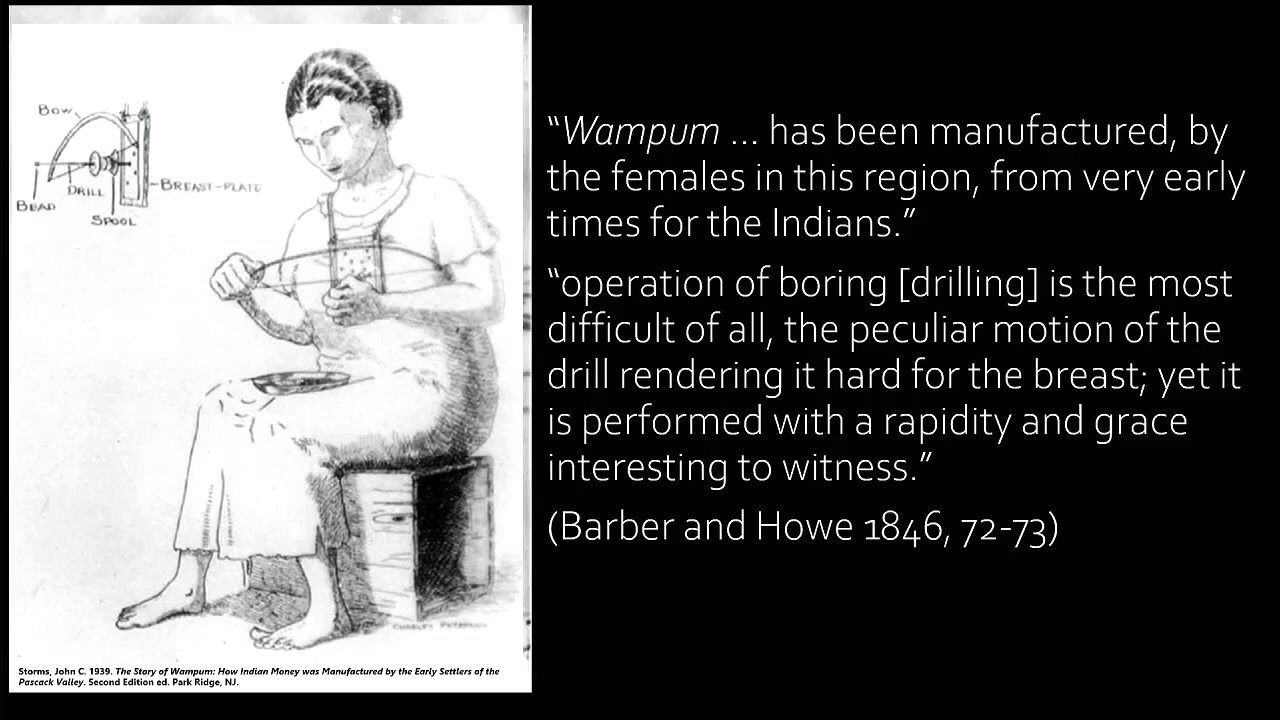 BOW
DRILL
BEAD
SPOOL
BREAST-PLATE
Storms, John C. 1939. The Story of Wampum: How Indian Money was Manufactured by the Early Settlers of the
Pascack Valley. Second Edition ed. Park Ridge, NJ.
“Wampum ... has been manufactured, by
the females in this region, from very early
times for the Indians.”
“operation of boring [drilling] is the most
difficult of all, the peculiar motion of the
drill rendering it hard for the breast; yet it
is performed with a rapidity and grace
interesting to witness.”
(Barber and Howe 1846, 72-73)